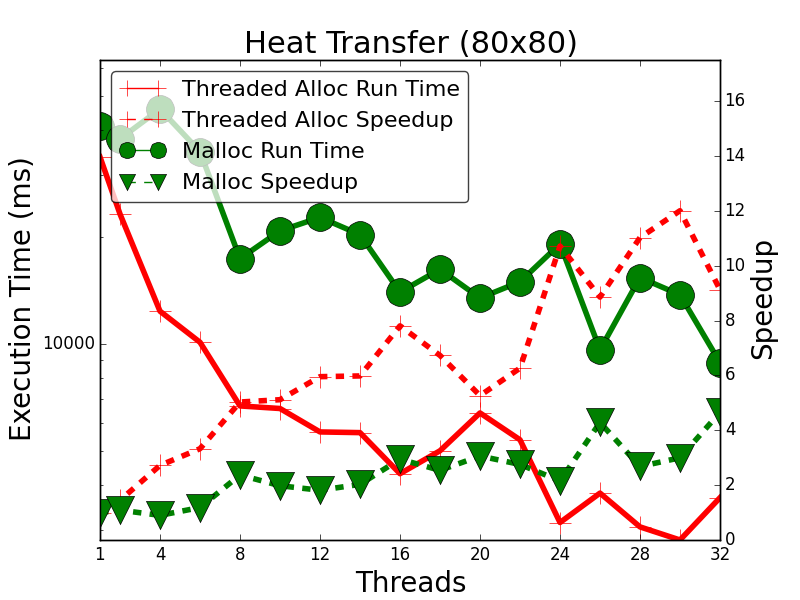 Heat Transfer (80x80)
Threaded Alloc Run Time
Threaded Alloc Speedup
Malloc Run Time
Malloc Speedup
Execution Time (ms)
10000
Speedup
16
14
12
10
8
6
4
2
0
1 4 8 12 16 20 24 28 32
Threads